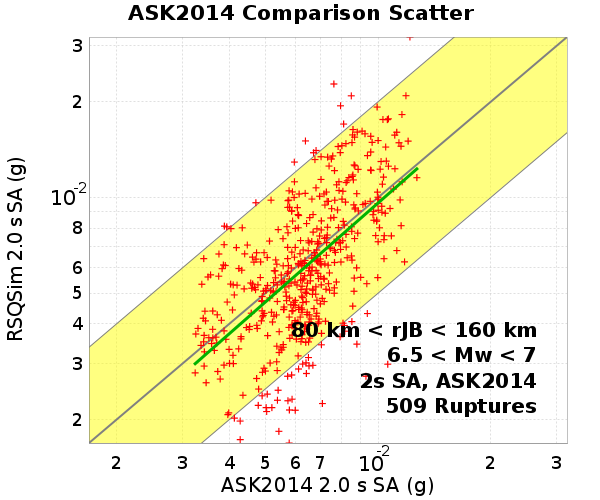 ASK2014 Comparison Scatter
RSQSim 2.0 s SA (g)
3
2
10-2
8
6
5
4
3
2
80 km < rJB < 160 km
6.5 < Mw < 7
2s SA, ASK2014
509 Ruptures
2 3 4 5 6 7 10-2 2 3
ASK2014 2.0 s SA (g)